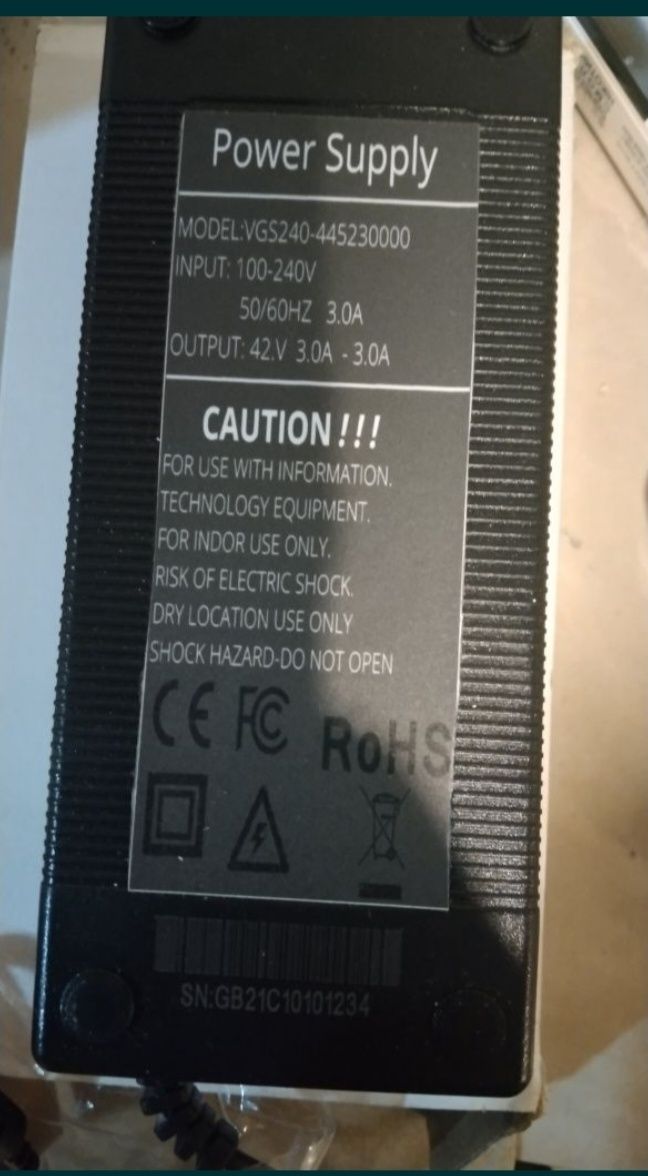 Power Supply
MODEL:VGS240-445230000
INPUT: 100-240V
50/60HZ 3.0A
OUTPUT: 42.V 3.0A - 3.0A
CAUTION !!!
FOR USE WITH INFORMATION.
TECHNOLOGY EQUIPMENT.
FOR INDOR USE ONLY.
RISK OF ELECTRIC SHOCK.
DRY LOCATION USE ONLY
SHOCK HAZARD-DO NOT OPEN
CE FC RoHS
SN:GB21C10101234